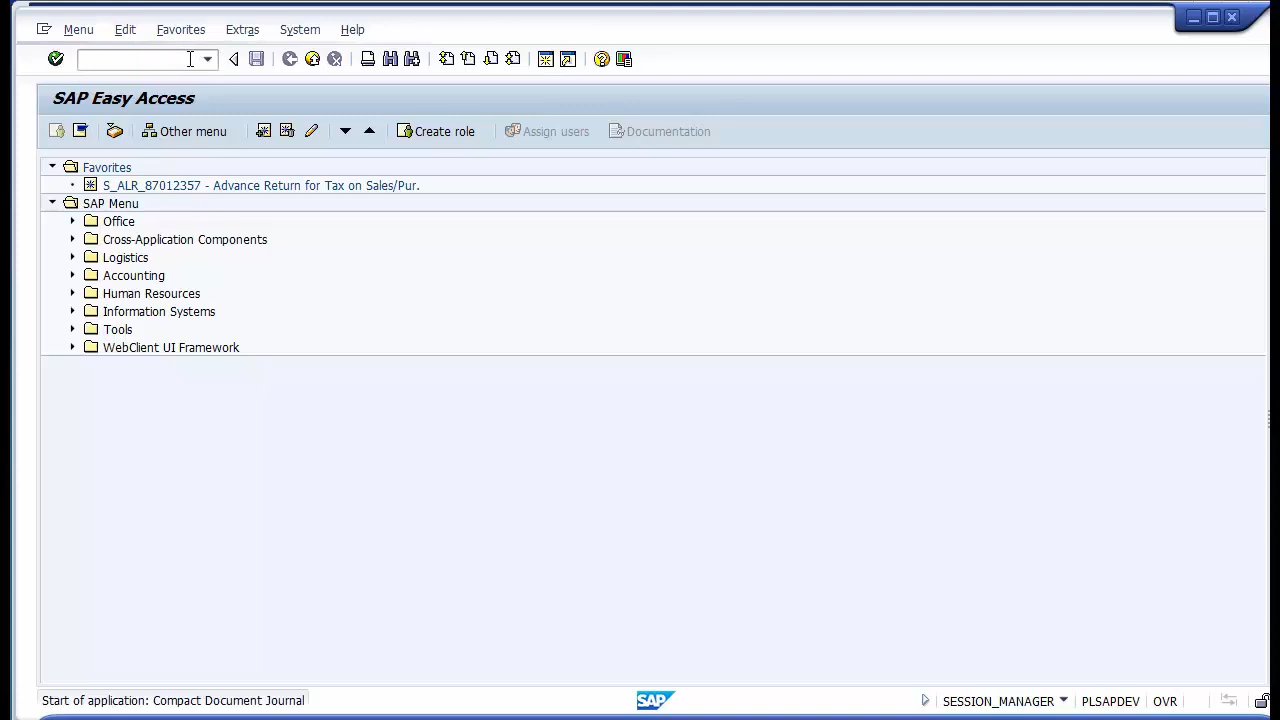 Menu Edit Favorites Extras System Help
SAP Easy Access
Other menu Create role Assign users Documentation
Favorites
S_ALR_87012357 - Advance Return for Tax on Sales/Pur.
SAP Menu
Office
Cross-Application Components
Logistics
Accounting
Human Resources
Information Systems
Tools
WebClient UI Framework
Start of application: Compact Document Journal SAP SESSION_MANAGER PLSAPDEV OVR